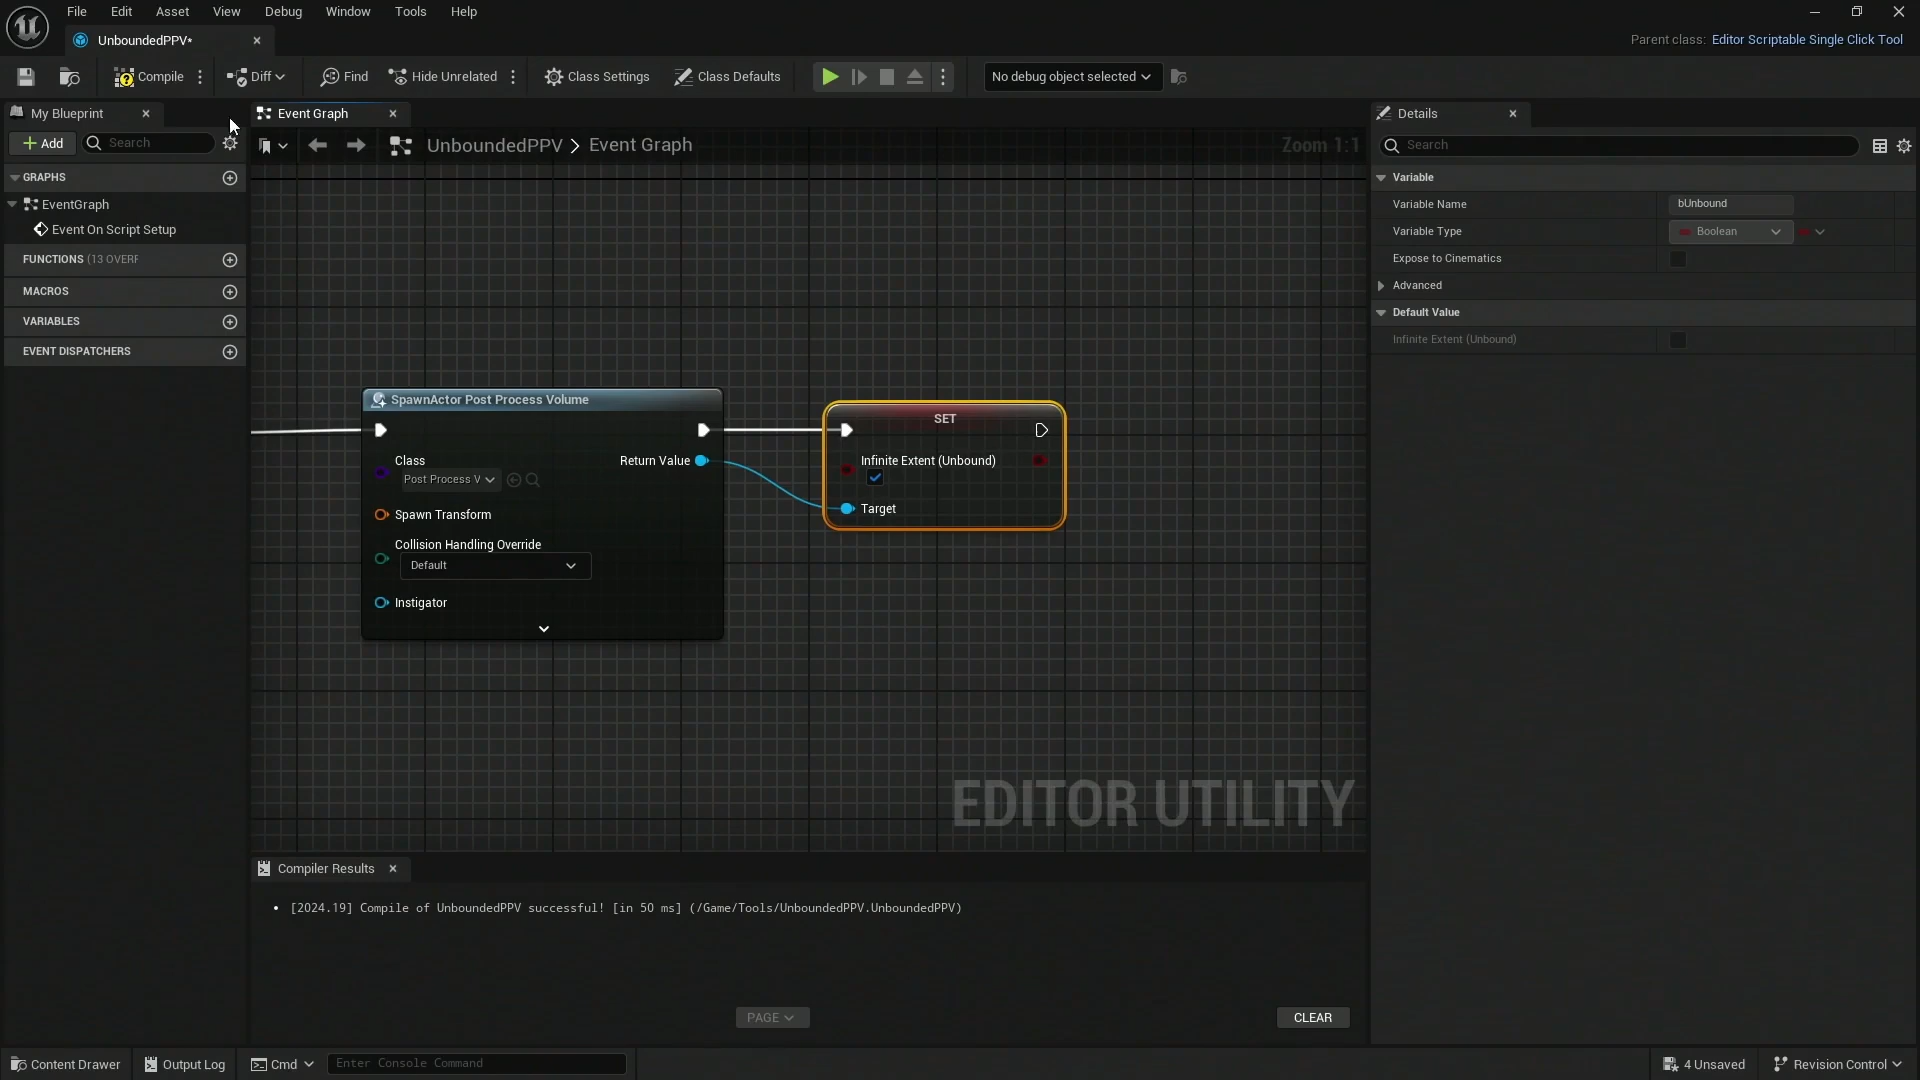 File Edit Asset View Debug Window Tools Help
UnboundedPPV*
Parent class: Editor Scriptable Single Click Tool
Compile Diff Find Hide Unrelated Class Settings Class Defaults No debug object selected
My Blueprint
Event Graph
Details
Add Search
UnboundedPPV > Event Graph
Zoom 1:1
Search
GRAPHS
EventGraph
Event On Script Setup
FUNCTIONS (13 OVERF
MACROS
VARIABLES
EVENT DISPATCHERS
SpawnActor Post Process Volume
Class
Post Process V
Return Value
Spawn Transform
Collision Handling Override
Default
Instigator
SET
Infinite Extent (Unbound)
Target
EDITOR UTILITY
Variable
Variable Name bUnbound
Variable Type Boolean
Expose to Cinematics
Advanced
Default Value
Infinite Extent (Unbound)
Compiler Results
• [2024.19] Compile of UnboundedPPV successful! [in 50 ms] (/Game/Tools/UnboundedPPV.UnboundedPPV)
PAGE
CLEAR
Content Drawer Output Log Cmd Enter Console Command 4 Unsaved Revision Control